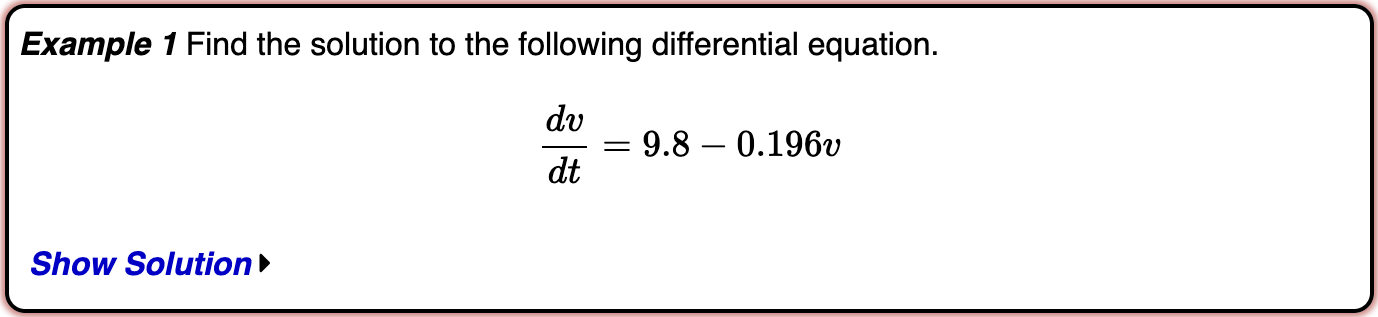 Example 1 Find the solution to the following differential equation.
dv/dt = 9.8 − 0.196v
Show Solution